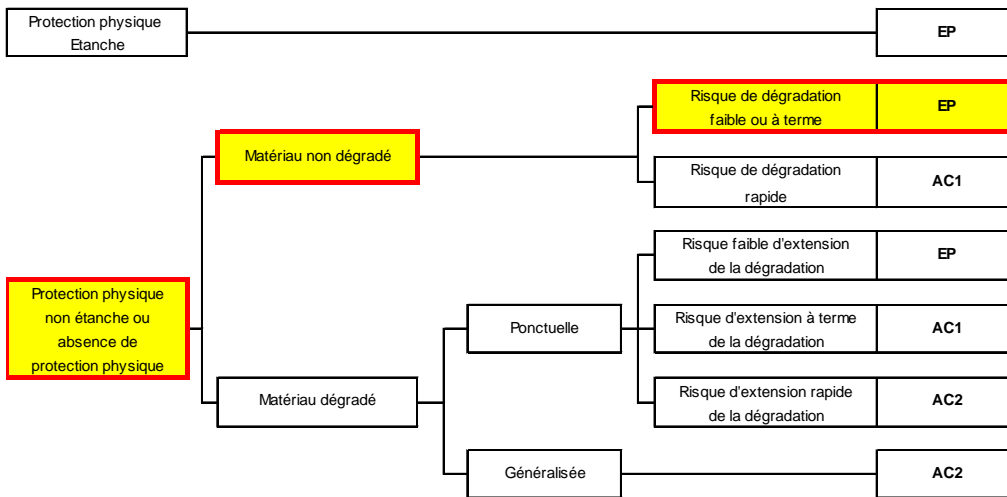 Protection physique
Etanche
EP
Risque de dégradation
faible ou à terme
EP
Matériau non dégradé
Risque de dégradation
rapide
AC1
Risque faible d'extension
de la dégradation
EP
Protection physique
non étanche ou
absence de
protection physique
Ponctuelle
Risque d'extension à terme
de la dégradation
AC1
Matériau dégradé
Risque d'extension rapide
de la dégradation
AC2
Généralisée
AC2